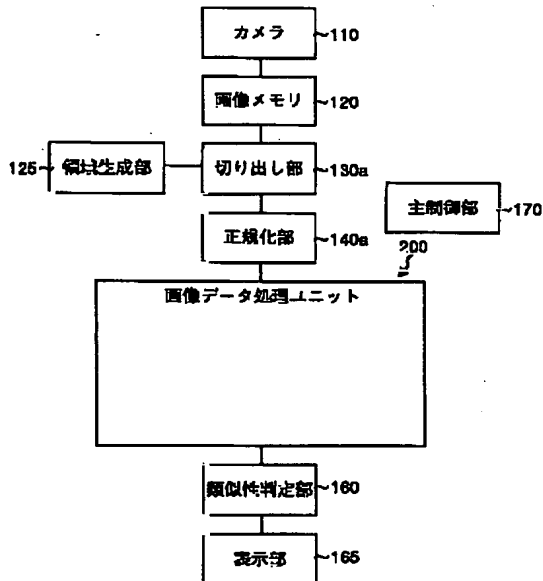 カメラ 110
画像メモリ 120
125 領域生成部 切り出し部 130a
主制御部 170
正規化部 140a
200
画像データ処理ユニット
類似性判定部 160
表示部 165